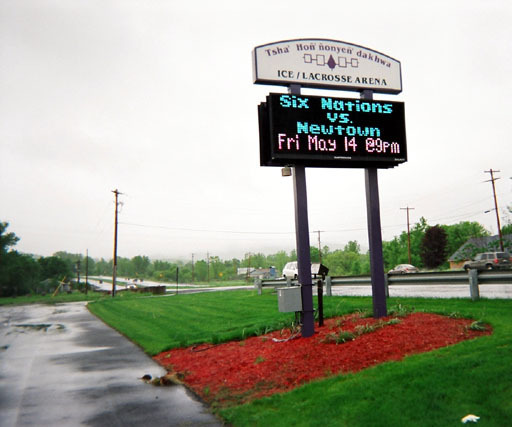 Tsha' Hon' nonyen dakhwa
ICE / LACROSSE ARENA
Six Nations
vs.
Newtown
Fri May 14 @9pm